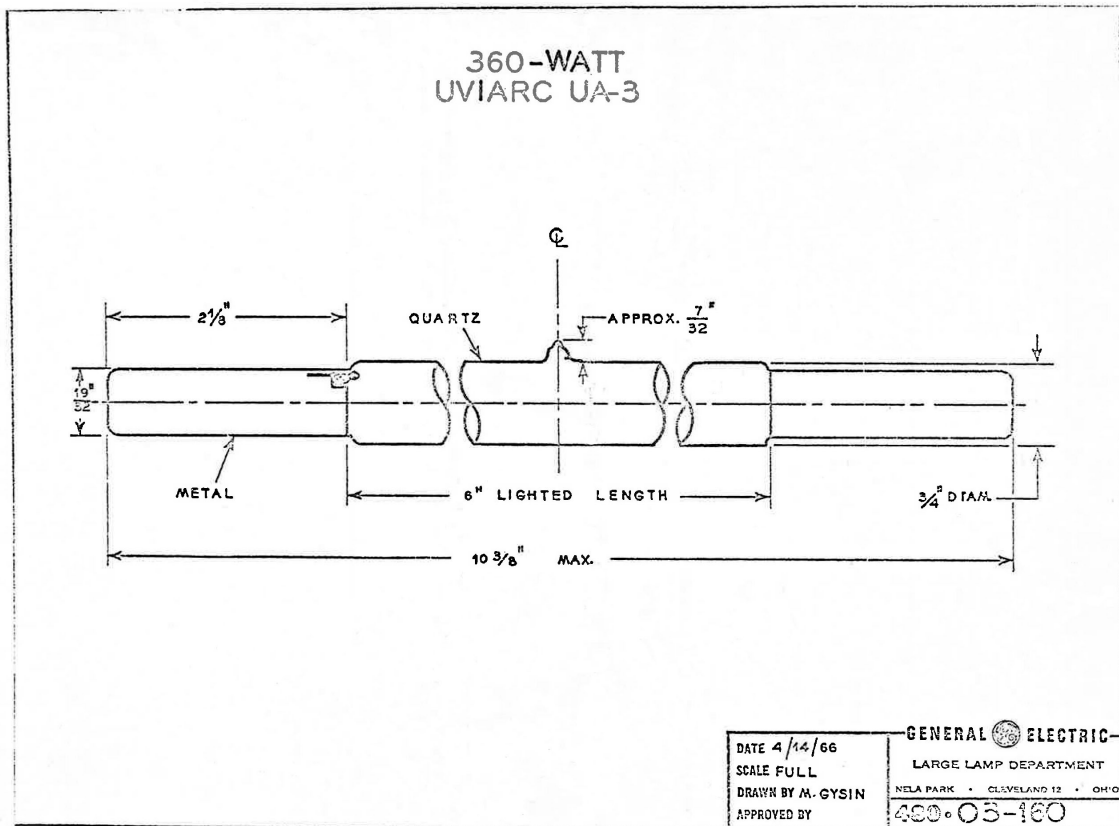 360-WATT
UVIARC UA-3
℄
2 1/8"
QUARTZ
APPROX. 7/32"
19/32"
METAL
6" LIGHTED LENGTH
3/4" DIAM.
10 3/8" MAX.
DATE 4/14/66
SCALE FULL
DRAWN BY M. GYSIN
APPROVED BY
GENERAL ELECTRIC
LARGE LAMP DEPARTMENT
NELA PARK • CLEVELAND 12 • OHIO
480•03-160